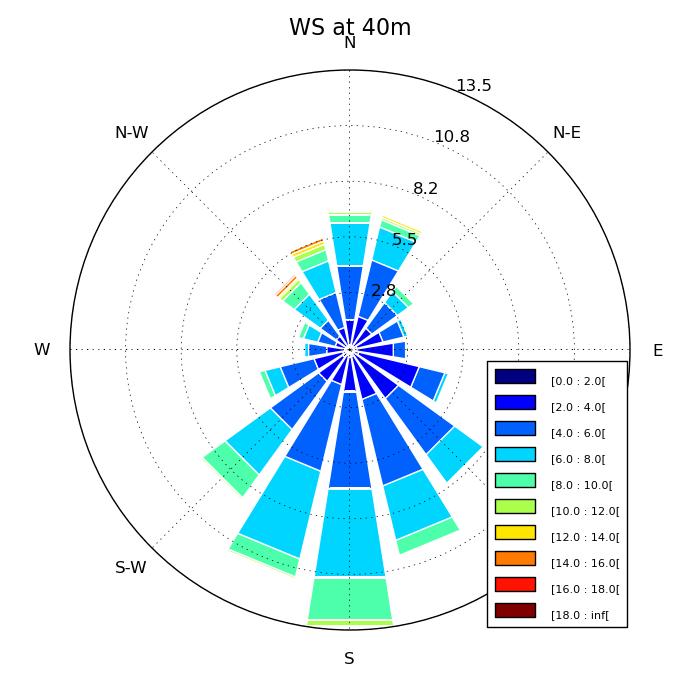 WS at 40m
N
13.5
N-W
N-E
10.8
8.2
5.5
2.8
W
E
[0.0 : 2.0[
[2.0 : 4.0[
[4.0 : 6.0[
[6.0 : 8.0[
[8.0 : 10.0[
[10.0 : 12.0[
[12.0 : 14.0[
[14.0 : 16.0[
[16.0 : 18.0[
[18.0 : inf[
S-W
S